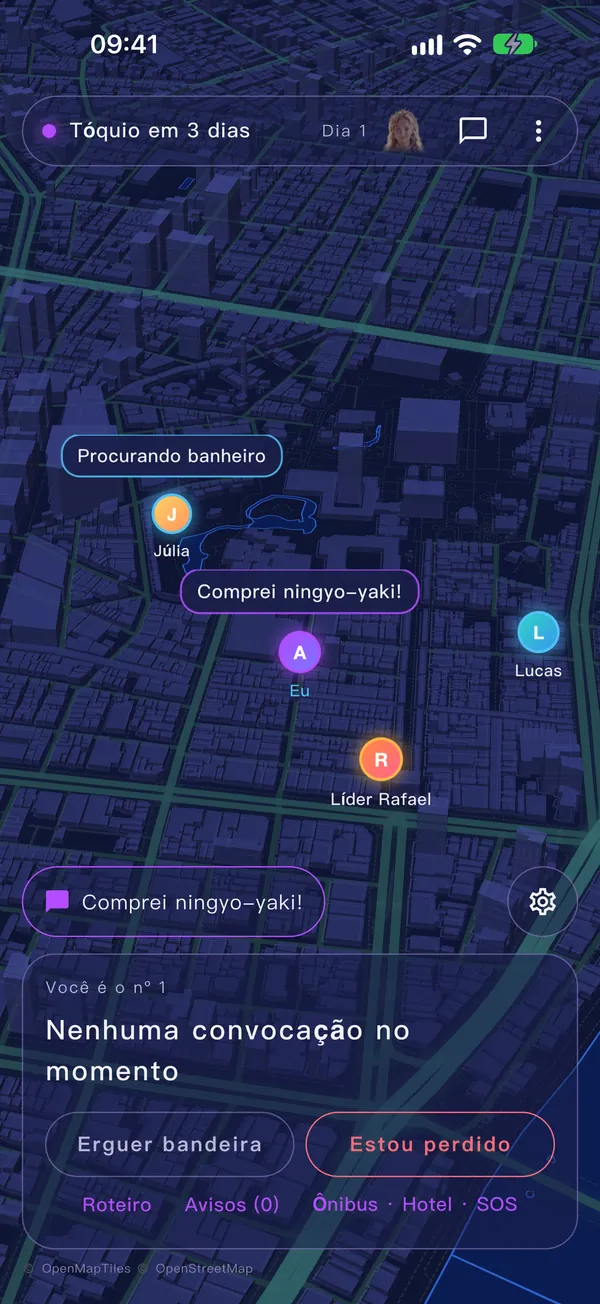 09:41
Tóquio em 3 dias
Dia 1
Procurando banheiro
J
Júlia
Comprei ningyo-yaki!
A
Eu
L
Lucas
R
Líder Rafael
Comprei ningyo-yaki!
Você é o nº 1
Nenhuma convocação no
momento
Erguer bandeira
Estou perdido
Roteiro
Avisos (0)
Ônibus · Hotel · SOS
© OpenMapTiles © OpenStreetMap